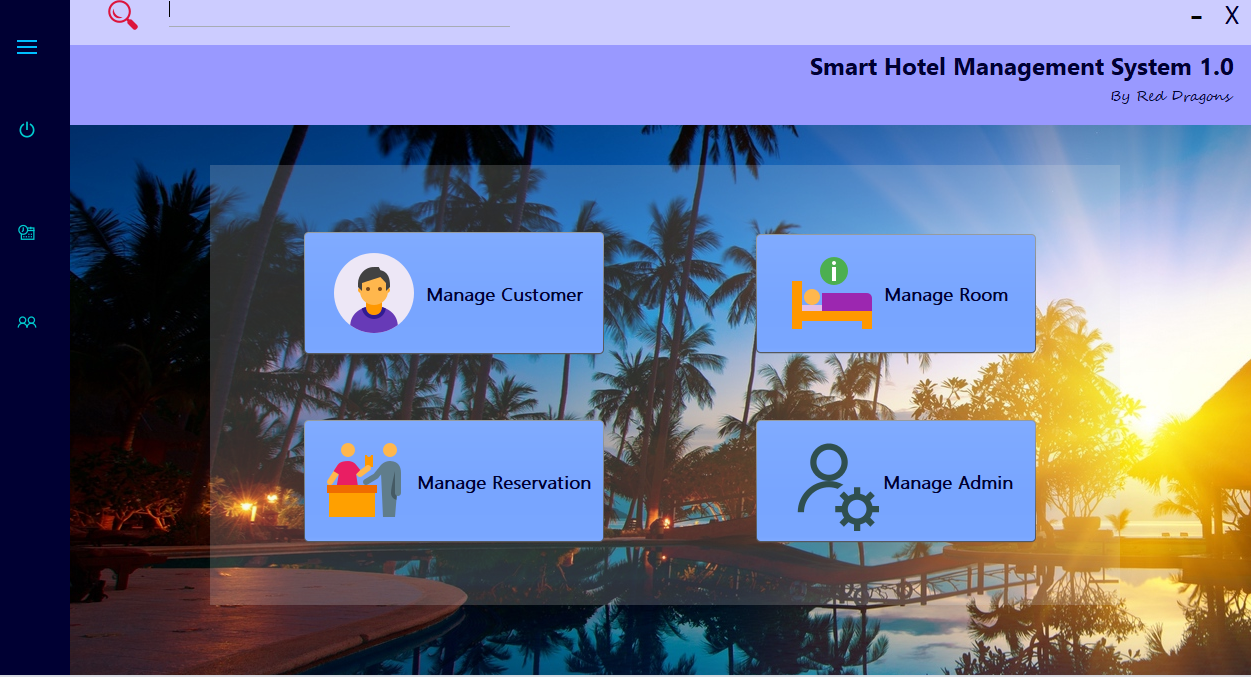 – X
Smart Hotel Management System 1.0
By Red Dragons
i
Manage Customer
Manage Room
Manage Reservation
Manage Admin